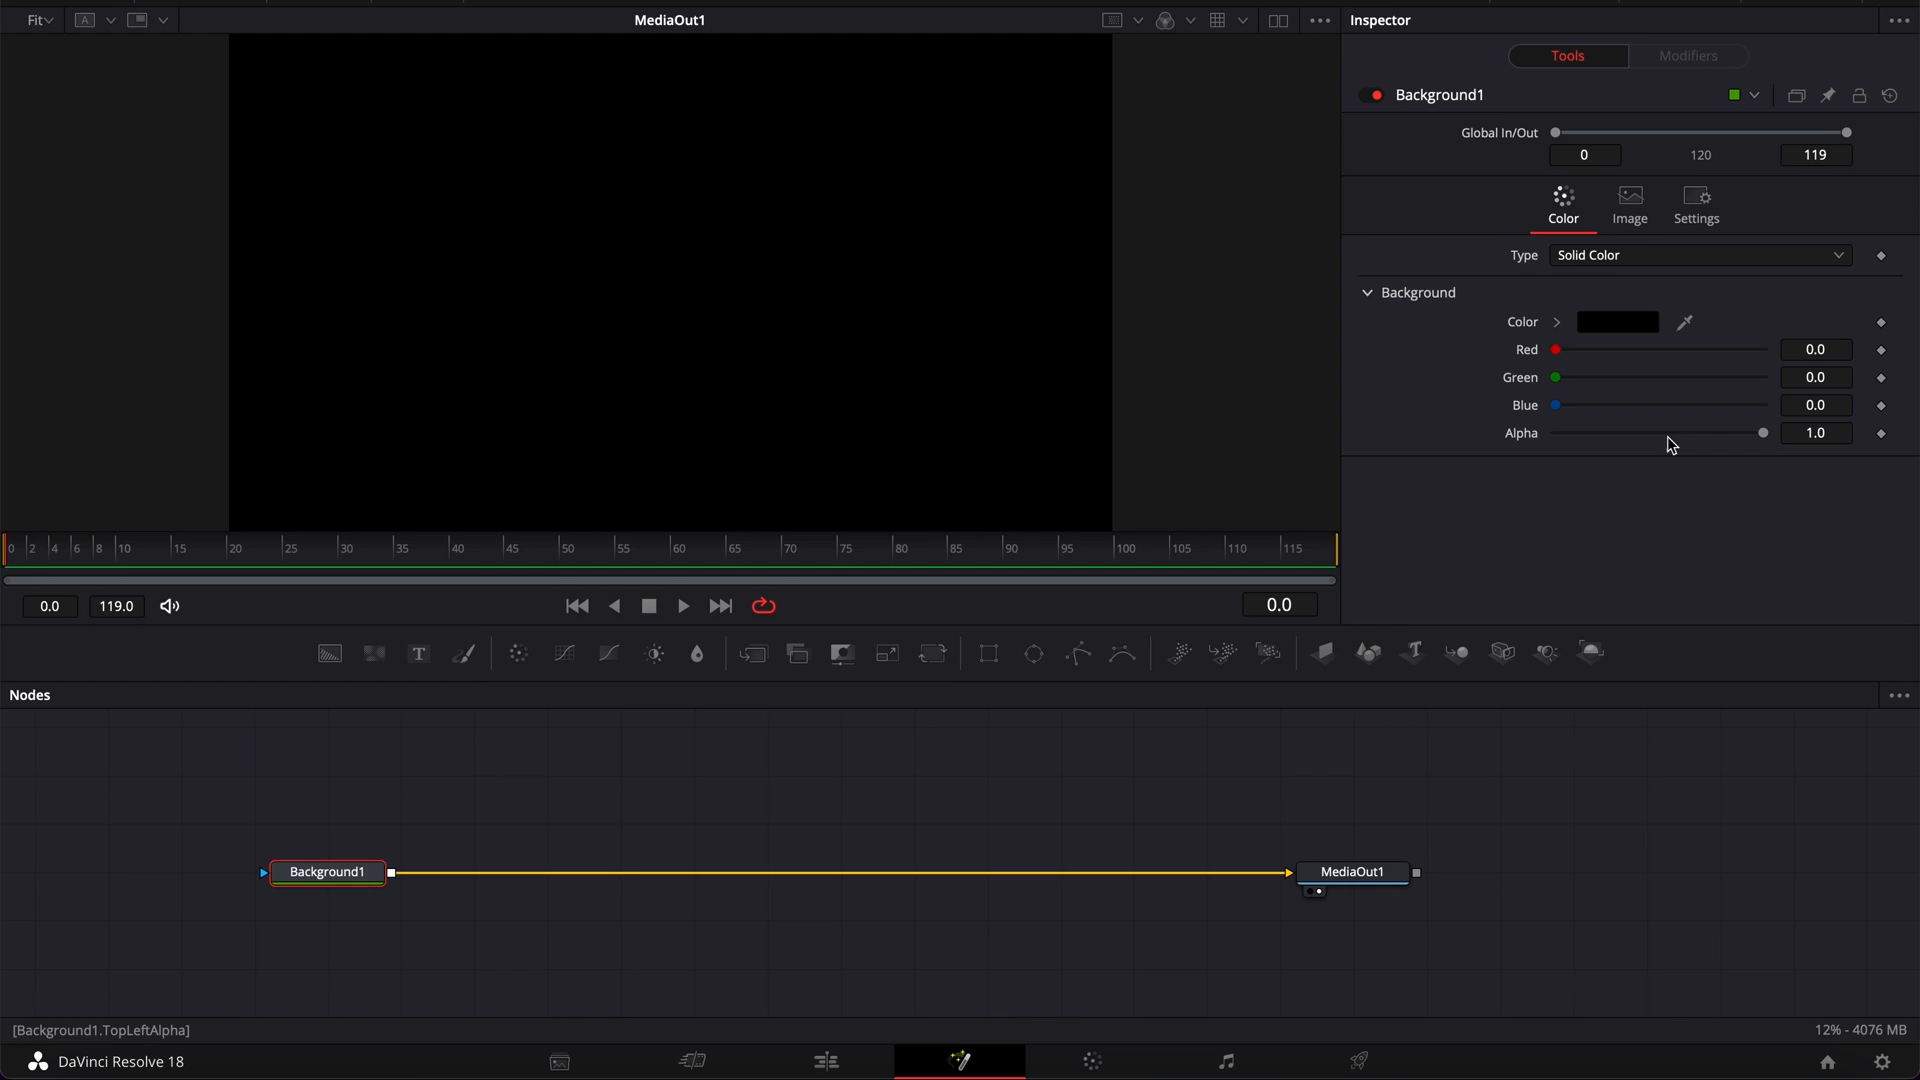 Fit
A
MediaOut1
Inspector
Tools
Modifiers
Background1
Global In/Out
0
120
119
Color
Image
Settings
Type
Solid Color
Background
Color
Red
0.0
Green
0.0
Blue
0.0
Alpha
1.0
0 2 4 6 8 10 15 20 25 30 35 40 45 50 55 60 65 70 75 80 85 90 95 100 105 110 115
0.0
119.0
0.0
T
T
Nodes
Background1
MediaOut1
[Background1.TopLeftAlpha]
12% - 4076 MB
DaVinci Resolve 18